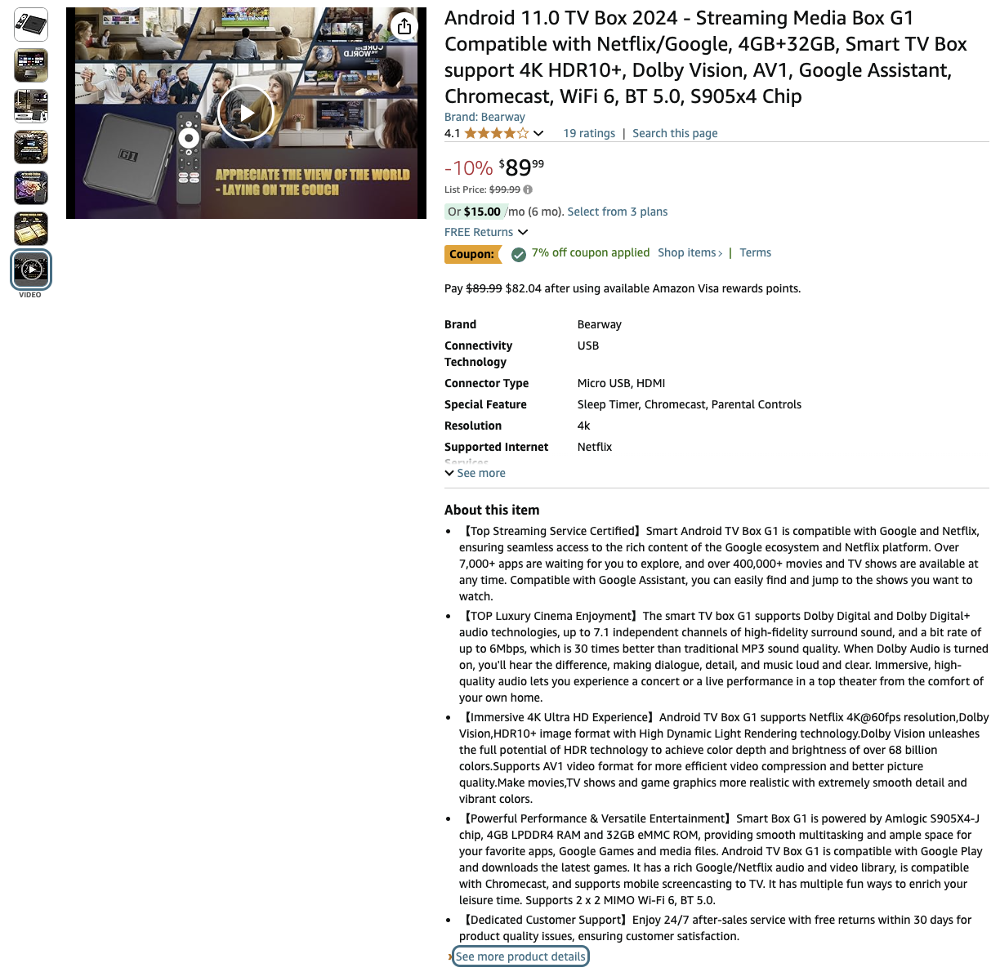 Android 11.0 TV Box 2024 - Streaming Media Box G1
Compatible with Netflix/Google, 4GB+32GB, Smart TV Box
support 4K HDR10+, Dolby Vision, AV1, Google Assistant,
Chromecast, WiFi 6, BT 5.0, S905x4 Chip
Brand: Bearway
4.1 19 ratings | Search this page
-10% $89.99
List Price: $99.99
Or $15.00 /mo (6 mo). Select from 3 plans
FREE Returns
Coupon: 7% off coupon applied Shop items › | Terms
Pay $89.99 $82.04 after using available Amazon Visa rewards points.
G1
APPRECIATE THE VIEW OF THE WORLD
- LAYING ON THE COUCH
VIDEO
Brand Bearway
Connectivity USB
Technology
Connector Type Micro USB, HDMI
Special Feature Sleep Timer, Chromecast, Parental Controls
Resolution 4k
Supported Internet Netflix
Services
See more
About this item
• 【Top Streaming Service Certified】Smart Android TV Box G1 is compatible with Google and Netflix,
ensuring seamless access to the rich content of the Google ecosystem and Netflix platform. Over
7,000+ apps are waiting for you to explore, and over 400,000+ movies and TV shows are available at
any time. Compatible with Google Assistant, you can easily find and jump to the shows you want to
watch.
• 【TOP Luxury Cinema Enjoyment】The smart TV box G1 supports Dolby Digital and Dolby Digital+
audio technologies, up to 7.1 independent channels of high-fidelity surround sound, and a bit rate of
up to 6Mbps, which is 30 times better than traditional MP3 sound quality. When Dolby Audio is turned
on, you'll hear the difference, making dialogue, detail, and music loud and clear. Immersive, high-
quality audio lets you experience a concert or a live performance in a top theater from the comfort of
your own home.
• 【Immersive 4K Ultra HD Experience】Android TV Box G1 supports Netflix 4K@60fps resolution,Dolby
Vision,HDR10+ image format with High Dynamic Light Rendering technology.Dolby Vision unleashes
the full potential of HDR technology to achieve color depth and brightness of over 68 billion
colors.Supports AV1 video format for more efficient video compression and better picture
quality.Make movies,TV shows and game graphics more realistic with extremely smooth detail and
vibrant colors.
• 【Powerful Performance & Versatile Entertainment】Smart Box G1 is powered by Amlogic S905X4-J
chip, 4GB LPDDR4 RAM and 32GB eMMC ROM, providing smooth multitasking and ample space for
your favorite apps, Google Games and media files. Android TV Box G1 is compatible with Google Play
and downloads the latest games. It has a rich Google/Netflix audio and video library, is compatible
with Chromecast, and supports mobile screencasting to TV. It has multiple fun ways to enrich your
leisure time. Supports 2 x 2 MIMO Wi-Fi 6, BT 5.0.
• 【Dedicated Customer Support】Enjoy 24/7 after-sales service with free returns within 30 days for
product quality issues, ensuring customer satisfaction.
› See more product details